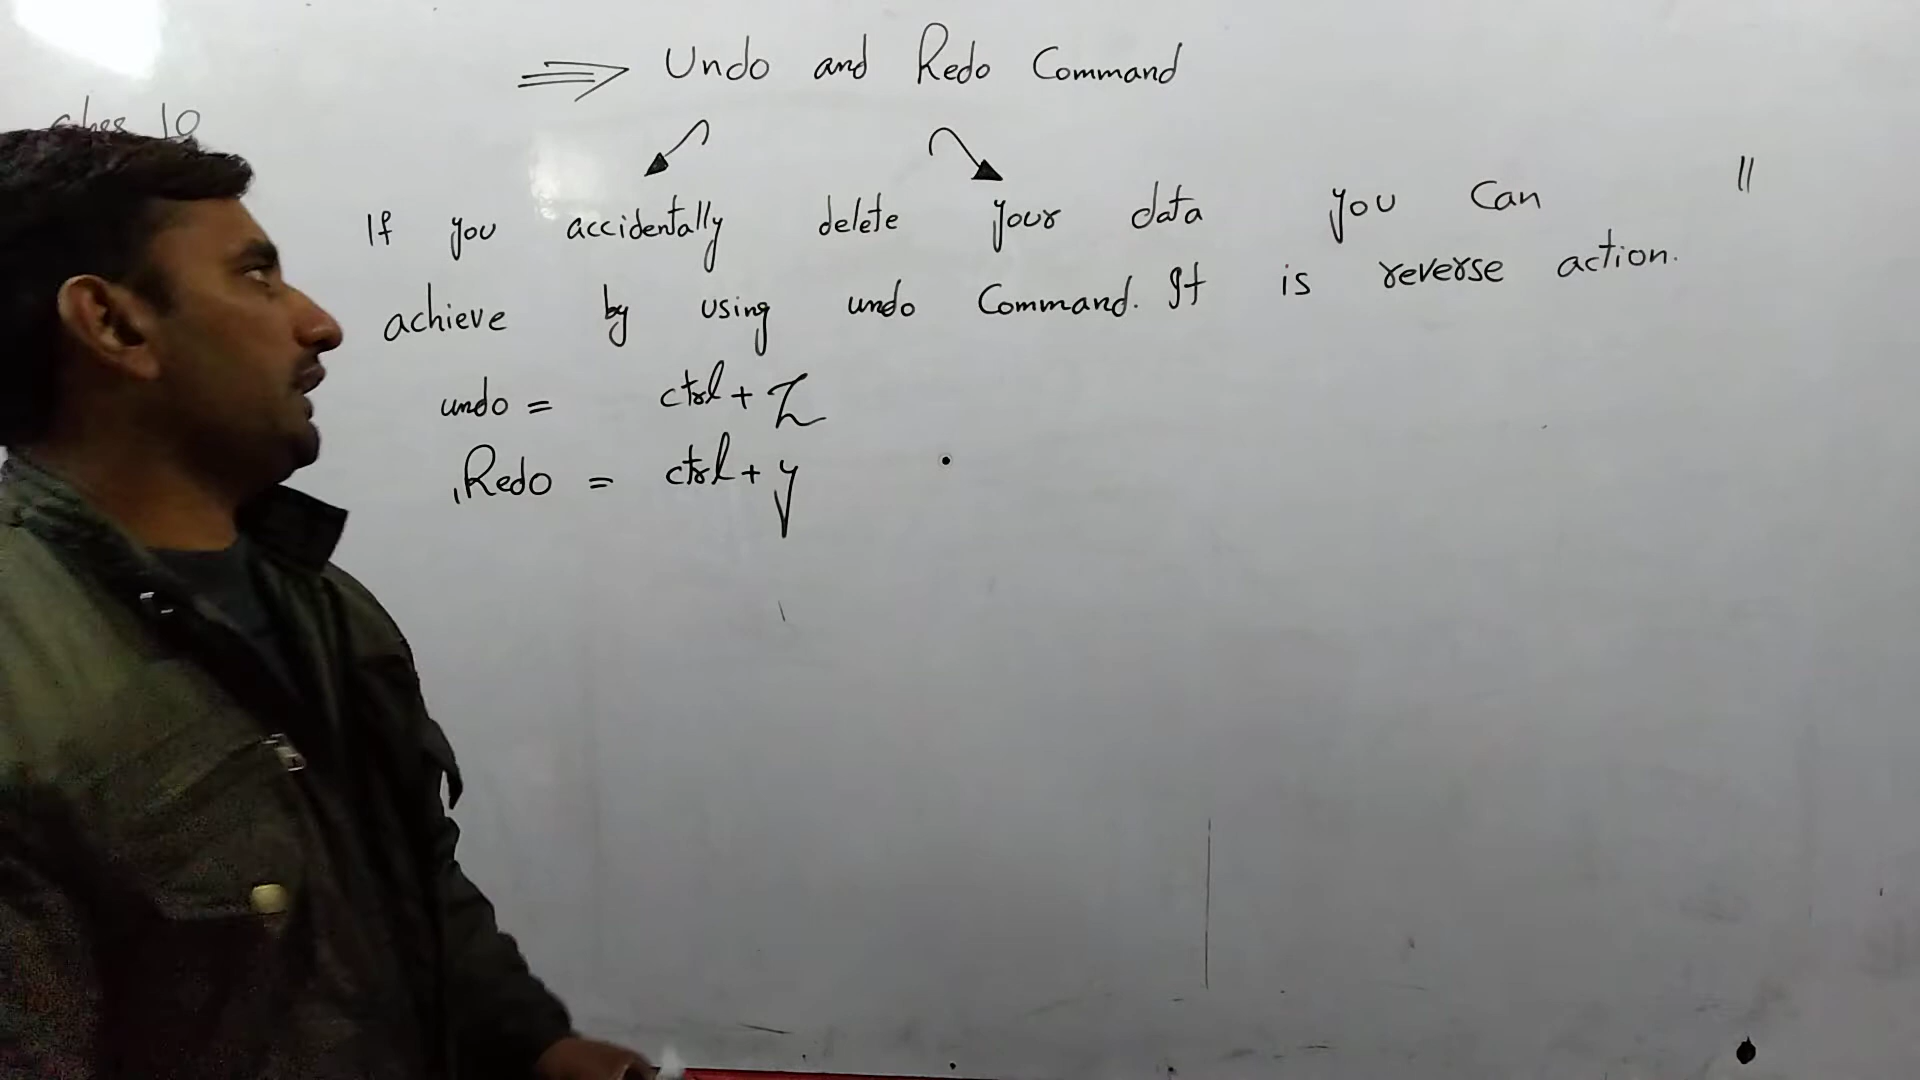 ⇒ Undo and Redo Command
10
If you accidentally delete your data you can
achieve by using undo Command. It is reverse action.
undo = ctrl + Z
Redo = ctrl + y